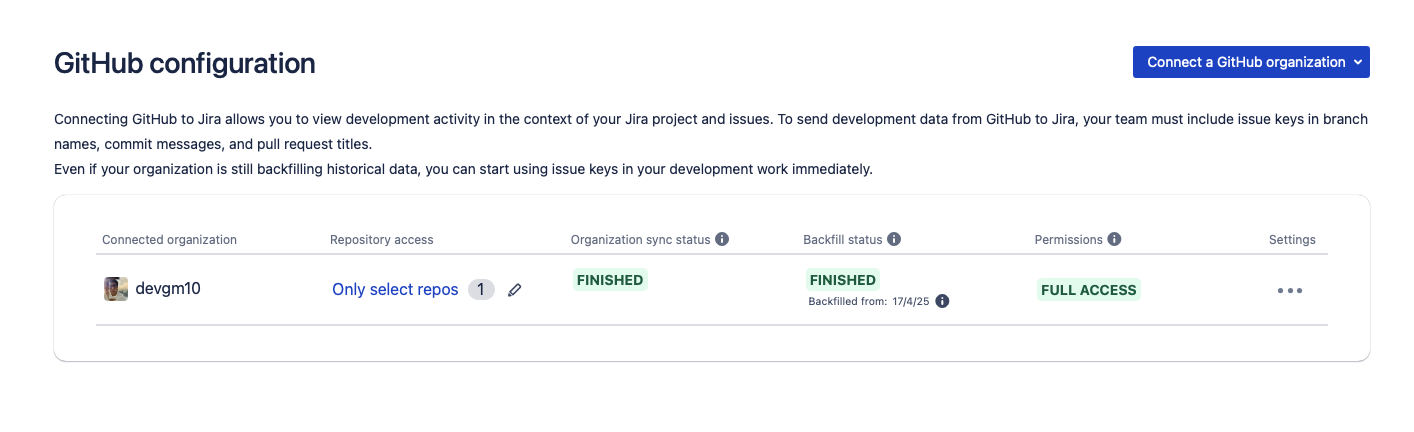 GitHub configuration
Connect a GitHub organization
Connecting GitHub to Jira allows you to view development activity in the context of your Jira project and issues. To send development data from GitHub to Jira, your team must include issue keys in branch
names, commit messages, and pull request titles.
Even if your organization is still backfilling historical data, you can start using issue keys in your development work immediately.
Connected organization Repository access Organization sync status Backfill status Permissions Settings
devgm10 Only select repos 1 FINISHED FINISHED FULL ACCESS
Backfilled from: 17/4/25